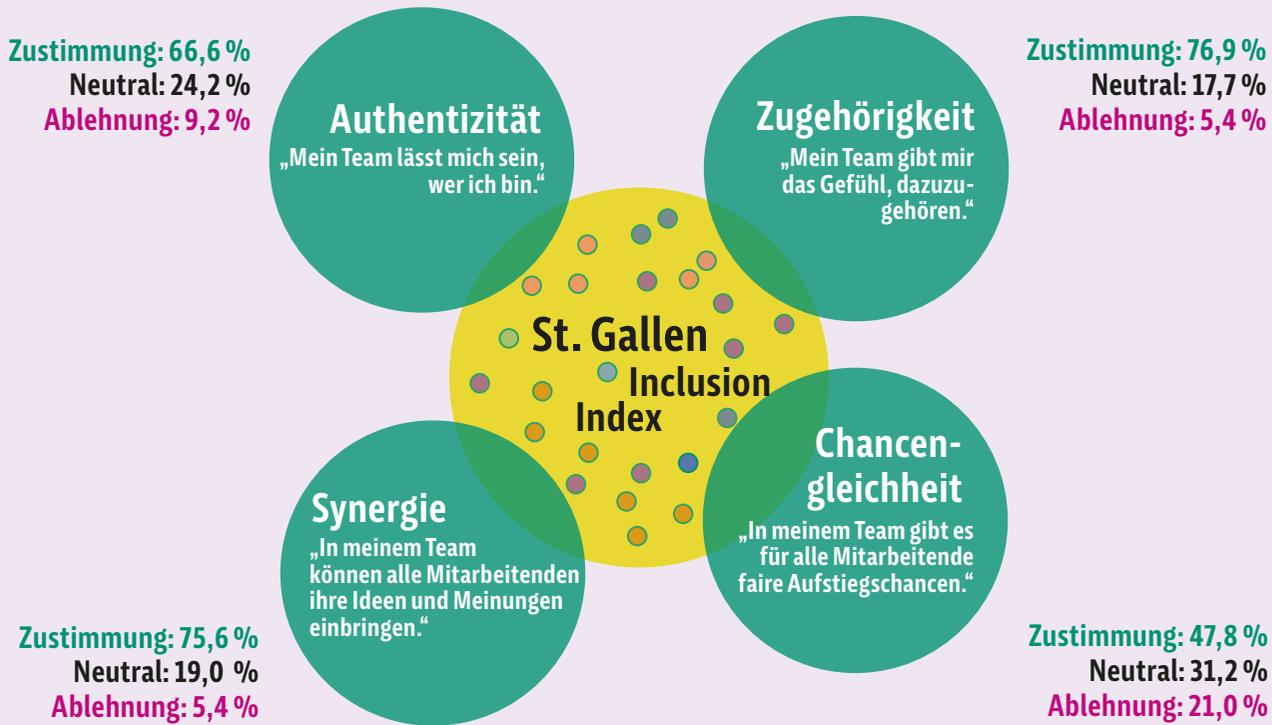 Zustimmung: 66,6 %
Neutral: 24,2 %
Ablehnung: 9,2 %
Authentizität
„Mein Team lässt mich sein,
wer ich bin.“
Zugehörigkeit
„Mein Team gibt mir
das Gefühl, dazuzu-
gehören.“
Zustimmung: 76,9 %
Neutral: 17,7 %
Ablehnung: 5,4 %
St. Gallen
Inclusion
Index
Synergie
„In meinem Team
können alle Mitarbeitenden
ihre Ideen und Meinungen
einbringen.“
Zustimmung: 75,6 %
Neutral: 19,0 %
Ablehnung: 5,4 %
Chancen-
gleichheit
„In meinem Team gibt es
für alle Mitarbeitende
faire Aufstiegschancen.“
Zustimmung: 47,8 %
Neutral: 31,2 %
Ablehnung: 21,0 %